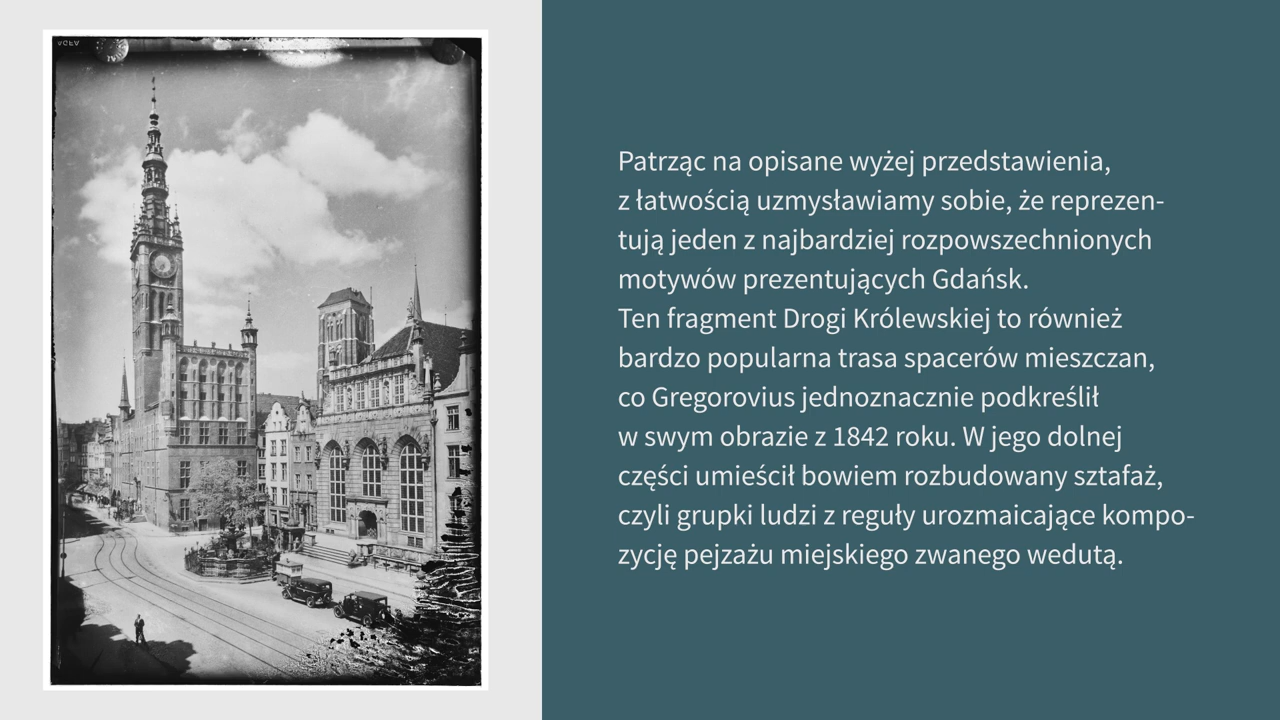 AGFA
Patrząc na opisane wyżej przedstawienia,
z łatwością uzmysławiamy sobie, że reprezen-
tują jeden z najbardziej rozpowszechnionych
motywów prezentujących Gdańsk.
Ten fragment Drogi Królewskiej to również
bardzo popularna trasa spacerów mieszczan,
co Gregorovius jednoznacznie podkreślił
w swym obrazie z 1842 roku. W jego dolnej
części umieścił bowiem rozbudowany sztafaż,
czyli grupki ludzi z reguły urozmaicające kompo-
zycję pejzażu miejskiego zwanego wedutą.